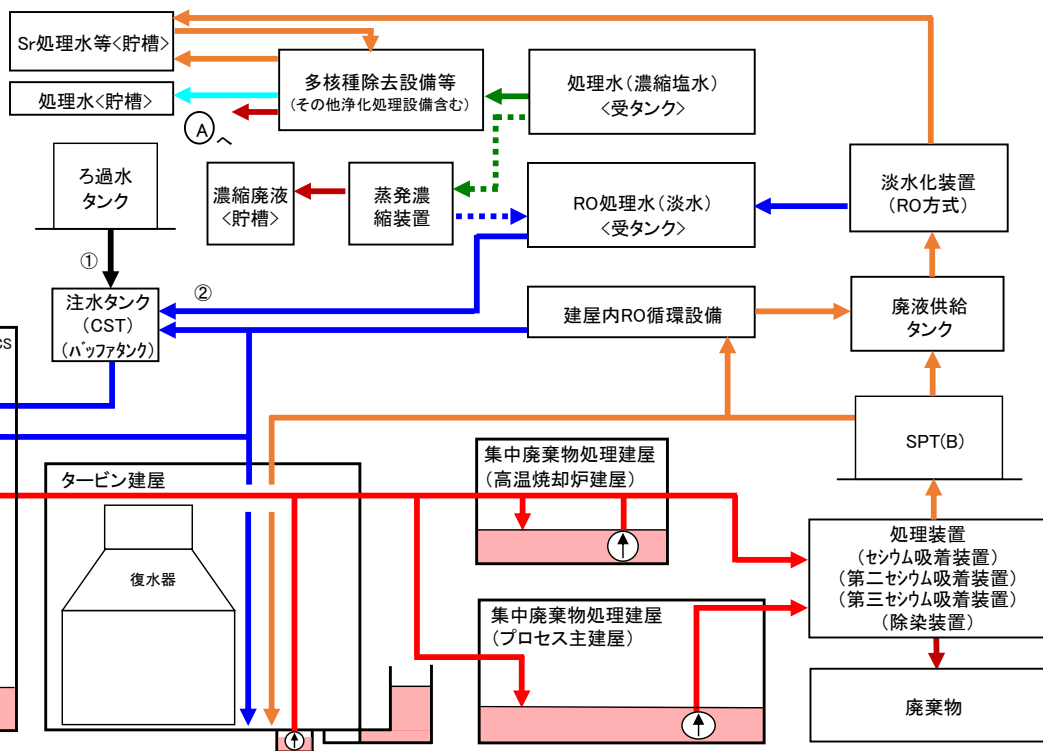 Sr処理水等<貯槽>
処理水<貯槽>
多核種除去設備等
(その他浄化処理設備含む)
処理水(濃縮塩水)
<受タンク>
A へ
ろ過水
タンク
濃縮廃液
<貯槽>
蒸発濃
縮装置
RO処理水(淡水)
<受タンク>
淡水化装置
(RO方式)
①
②
注水タンク
(CST)
(バッファタンク)
建屋内RO循環設備
廃液供給
タンク
CS
SPT(B)
タービン建屋
復水器
集中廃棄物処理建屋
(高温焼却炉建屋)
集中廃棄物処理建屋
(プロセス主建屋)
処理装置
(セシウム吸着装置)
(第二セシウム吸着装置)
(第三セシウム吸着装置)
(除染装置)
廃棄物